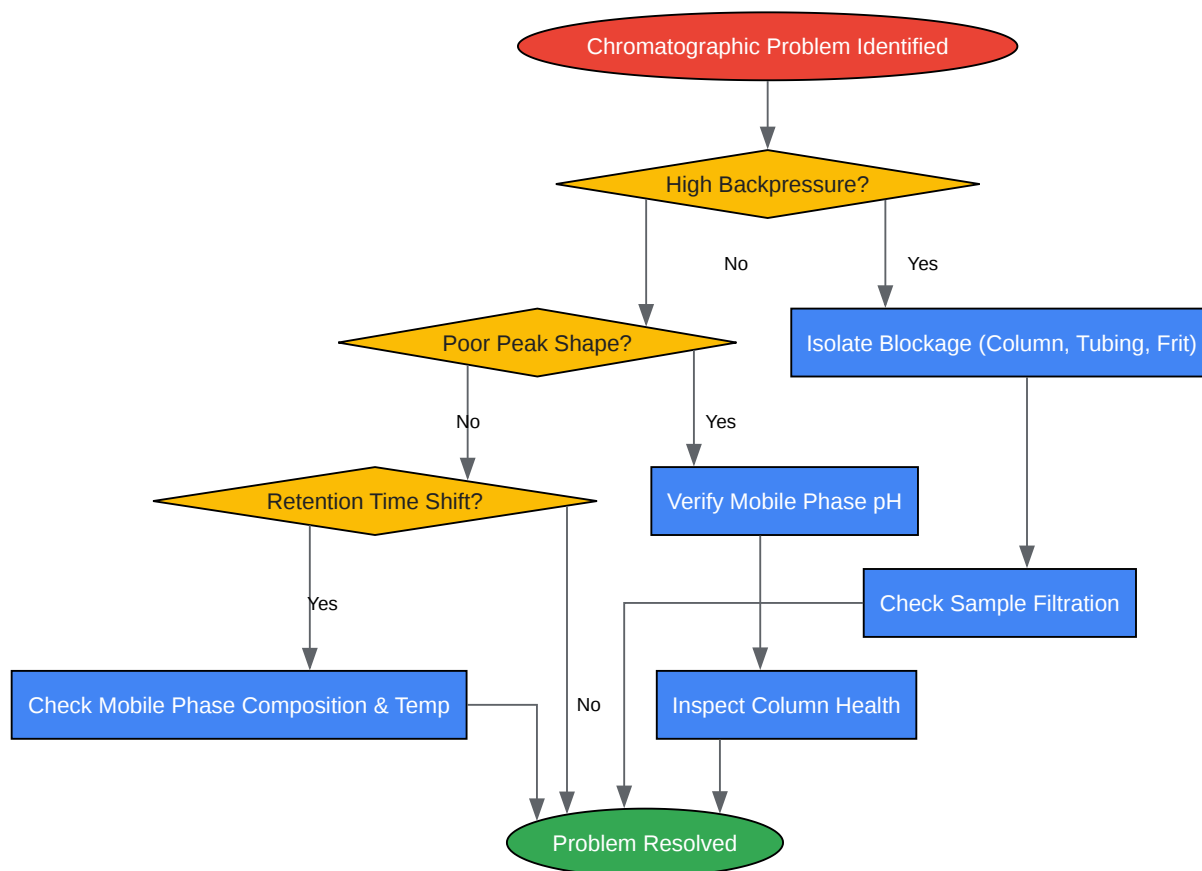 Chromatographic Problem Identified
High Backpressure?
No
Yes
Poor Peak Shape?
Isolate Blockage (Column, Tubing, Frit)
No
Yes
Retention Time Shift?
Verify Mobile Phase pH
Yes
Check Sample Filtration
Check Mobile Phase Composition & Temp
No
Inspect Column Health
Problem Resolved